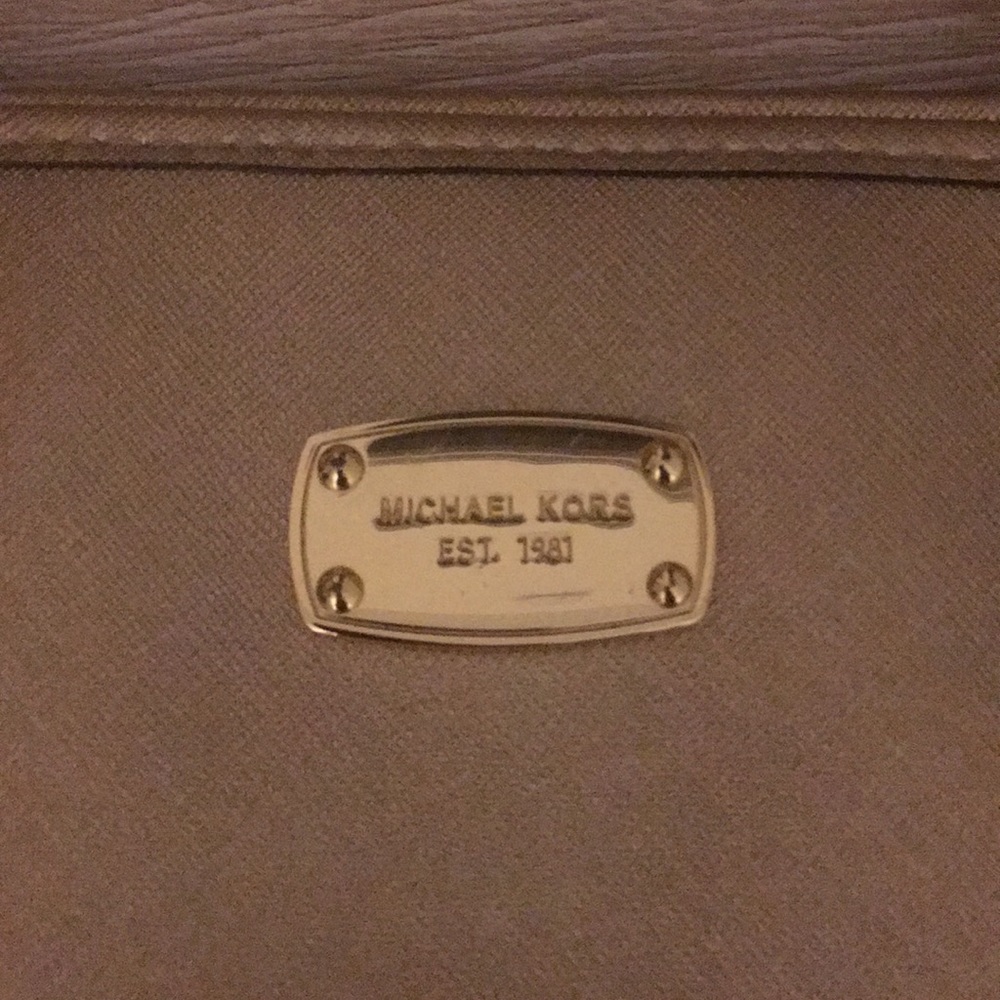 MICHAEL KORS
EST. 1981